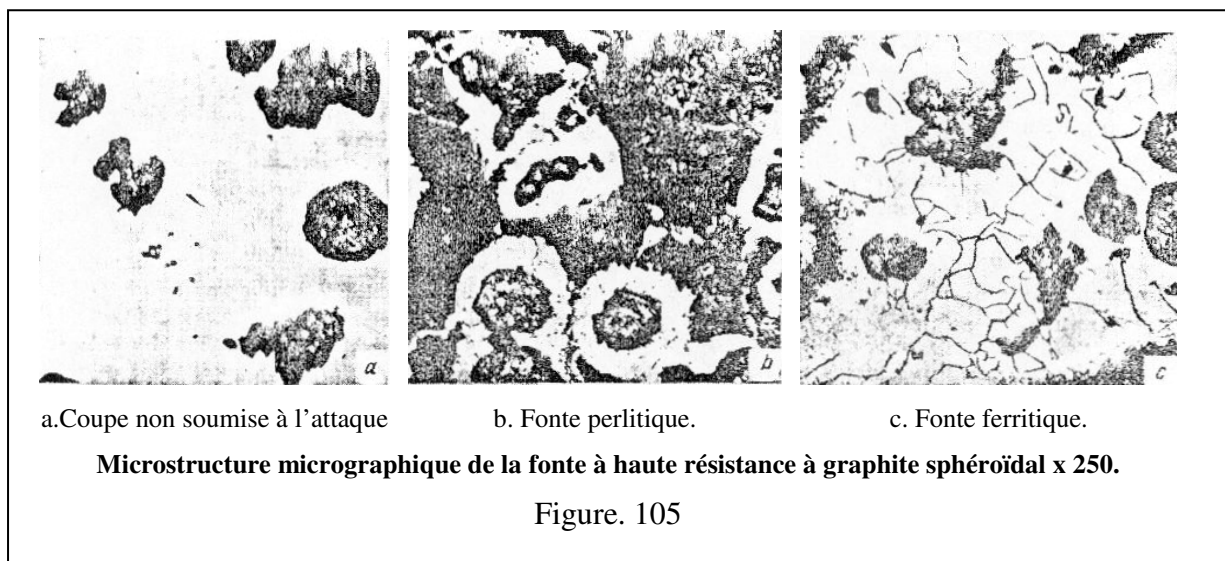 a
b
c
a.Coupe non soumise à l’attaque b. Fonte perlitique. c. Fonte ferritique.
Microstructure micrographique de la fonte à haute résistance à graphite sphéroïdal x 250.
Figure. 105